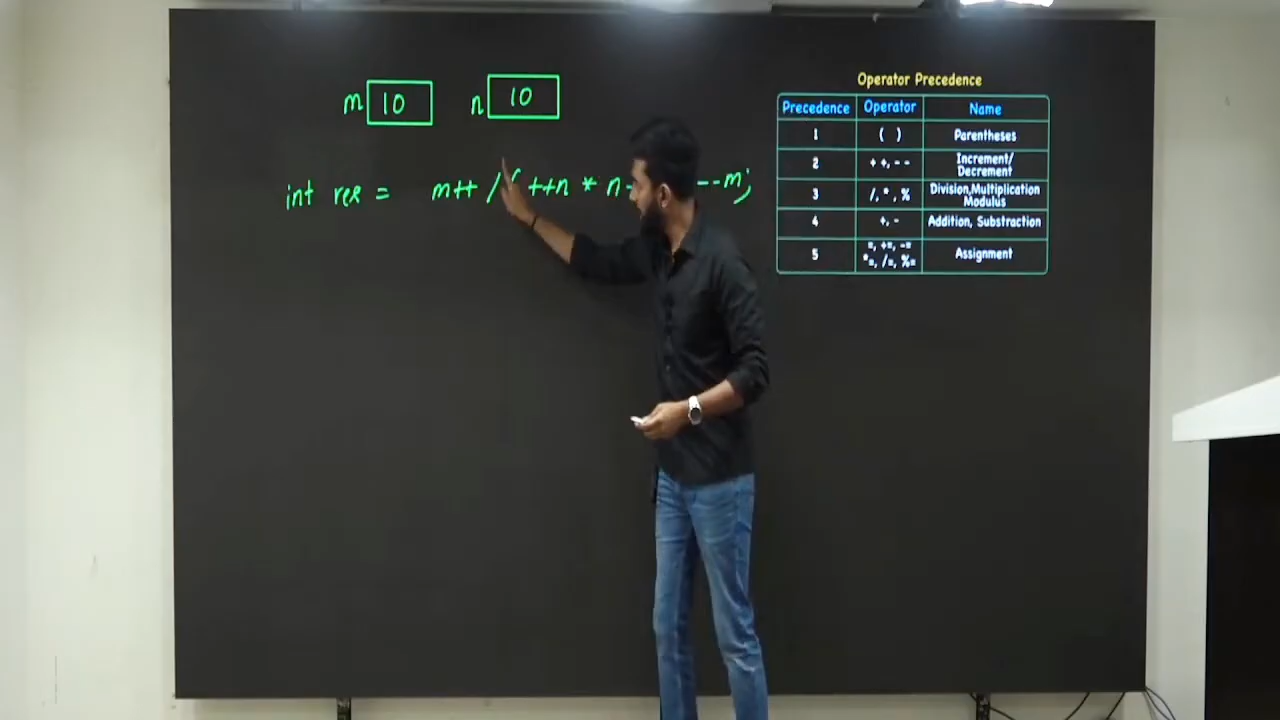 m 10 n 10
int res = m++ / ( ++n * n- --m;
Operator Precedence
Precedence Operator Name
1 ( ) Parentheses
2 + +, - - Increment/ Decrement
3 /, *, % Division,Multiplication Modulus
4 +, - Addition, Substraction
5 =, +=, -= *=, /=, %= Assignment